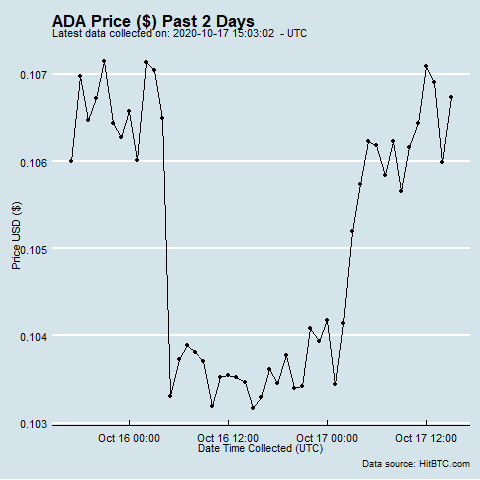 ADA Price ($) Past 2 Days
Latest data collected on: 2020-10-17 15:03:02 - UTC
0.107
0.106
0.105
0.104
0.103
Price USD ($)
Oct 16 00:00 Oct 16 12:00 Oct 17 00:00 Oct 17 12:00
Date Time Collected (UTC)
Data source: HitBTC.com